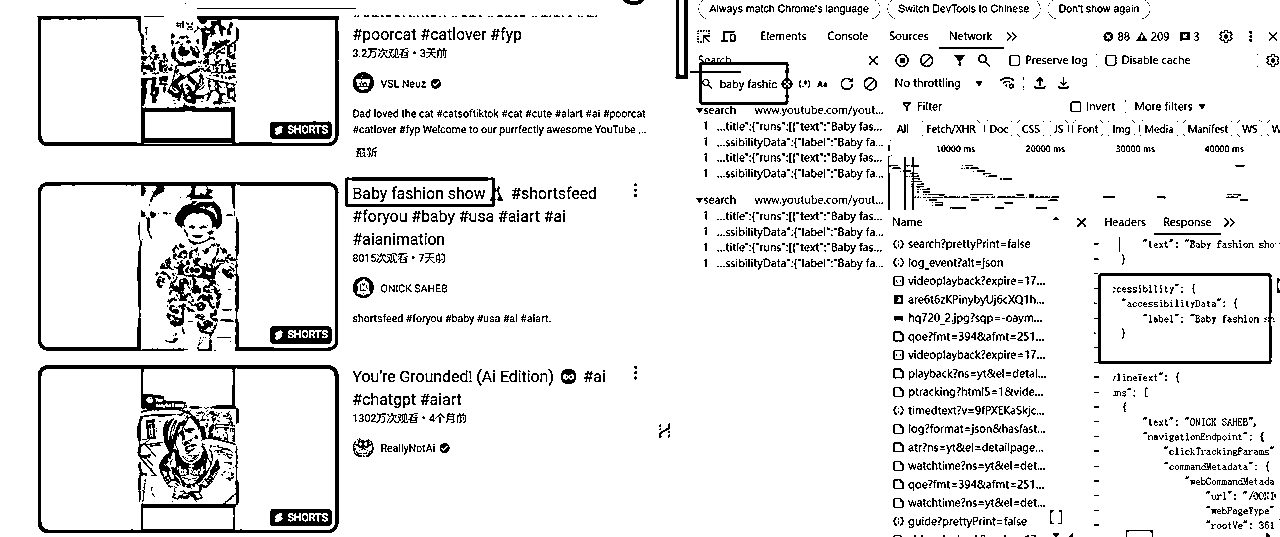 #poorcat #catlover #fyp
3.2万次观看 • 3天前
VSL Neuz
Dad loved the cat #catsoftiktok #cat #cute #aiart #ai #poorcat
#catlover #fyp Welcome to our purrfectly awesome YouTube ...
最新
SHORTS
Baby fashion show #shortsfeed
#foryou #baby #usa #aiart #ai
#aianimation
8015次观看 • 7天前
ONICK SAHEB
shortsfeed #foryou #baby #usa #ai #aiart.
SHORTS
You're Grounded! (Ai Edition) #ai
#chatgpt #aiart
1302万次观看 • 4个月前
ReallyNotAi
SHORTS
Always match Chrome's language
Switch DevTools to Chinese
Don't show again
Elements
Console
Sources
Network
88
209
3
Search
Preserve log
Disable cache
baby fashic
(.*)
Aa
No throttling
Filter
Invert
More filters
All
Fetch/XHR
Doc
CSS
JS
Font
Img
Media
Manifest
WS
10000 ms
20000 ms
30000 ms
40000 ms
search www.youtube.com/yout...
1 ...title":{"runs":[{"text":"Baby fas...
1 ...ssibilityData":{"label":"Baby fa...
1 ...title":{"runs":[{"text":"Baby fas...
1 ...ssibilityData":{"label":"Baby fa...
search www.youtube.com/yout...
1 ...title":{"runs":[{"text":"Baby fas...
1 ...ssibilityData":{"label":"Baby fa...
1 ...title":{"runs":[{"text":"Baby fas...
1 ...ssibilityData":{"label":"Baby fa...
Name
search?prettyPrint=false
log_event?alt=json
videoplayback?expire=17...
are6t6zKPinybyUj6cXQ1h...
hq720_2.jpg?sqp=-oaym...
qoe?fmt=394&afmt=251...
videoplayback?expire=17...
playback?ns=yt&el=detai...
ptracking?html5=1&vide...
timedtext?v=9fPXEKaSkjc...
log?format=json&hasfast...
atr?ns=yt&el=detailpage...
watchtime?ns=yt&el=det...
qoe?fmt=394&afmt=251...
watchtime?ns=yt&el=det...
guide?prettyPrint=false
Headers
Response
"text": "Baby fashion sho
}
ccessibility": {
"accessibilityData": {
"label": "Baby fashion sh
}
ylineText": {
ns": [
{
"text": "ONICK SAHEB",
"navigationEndpoint": {
"clickTrackingParams"
"commandMetadata": {
"webCommandMetada
"url": "/@ONI
"webPageType"
"rootVe": 361